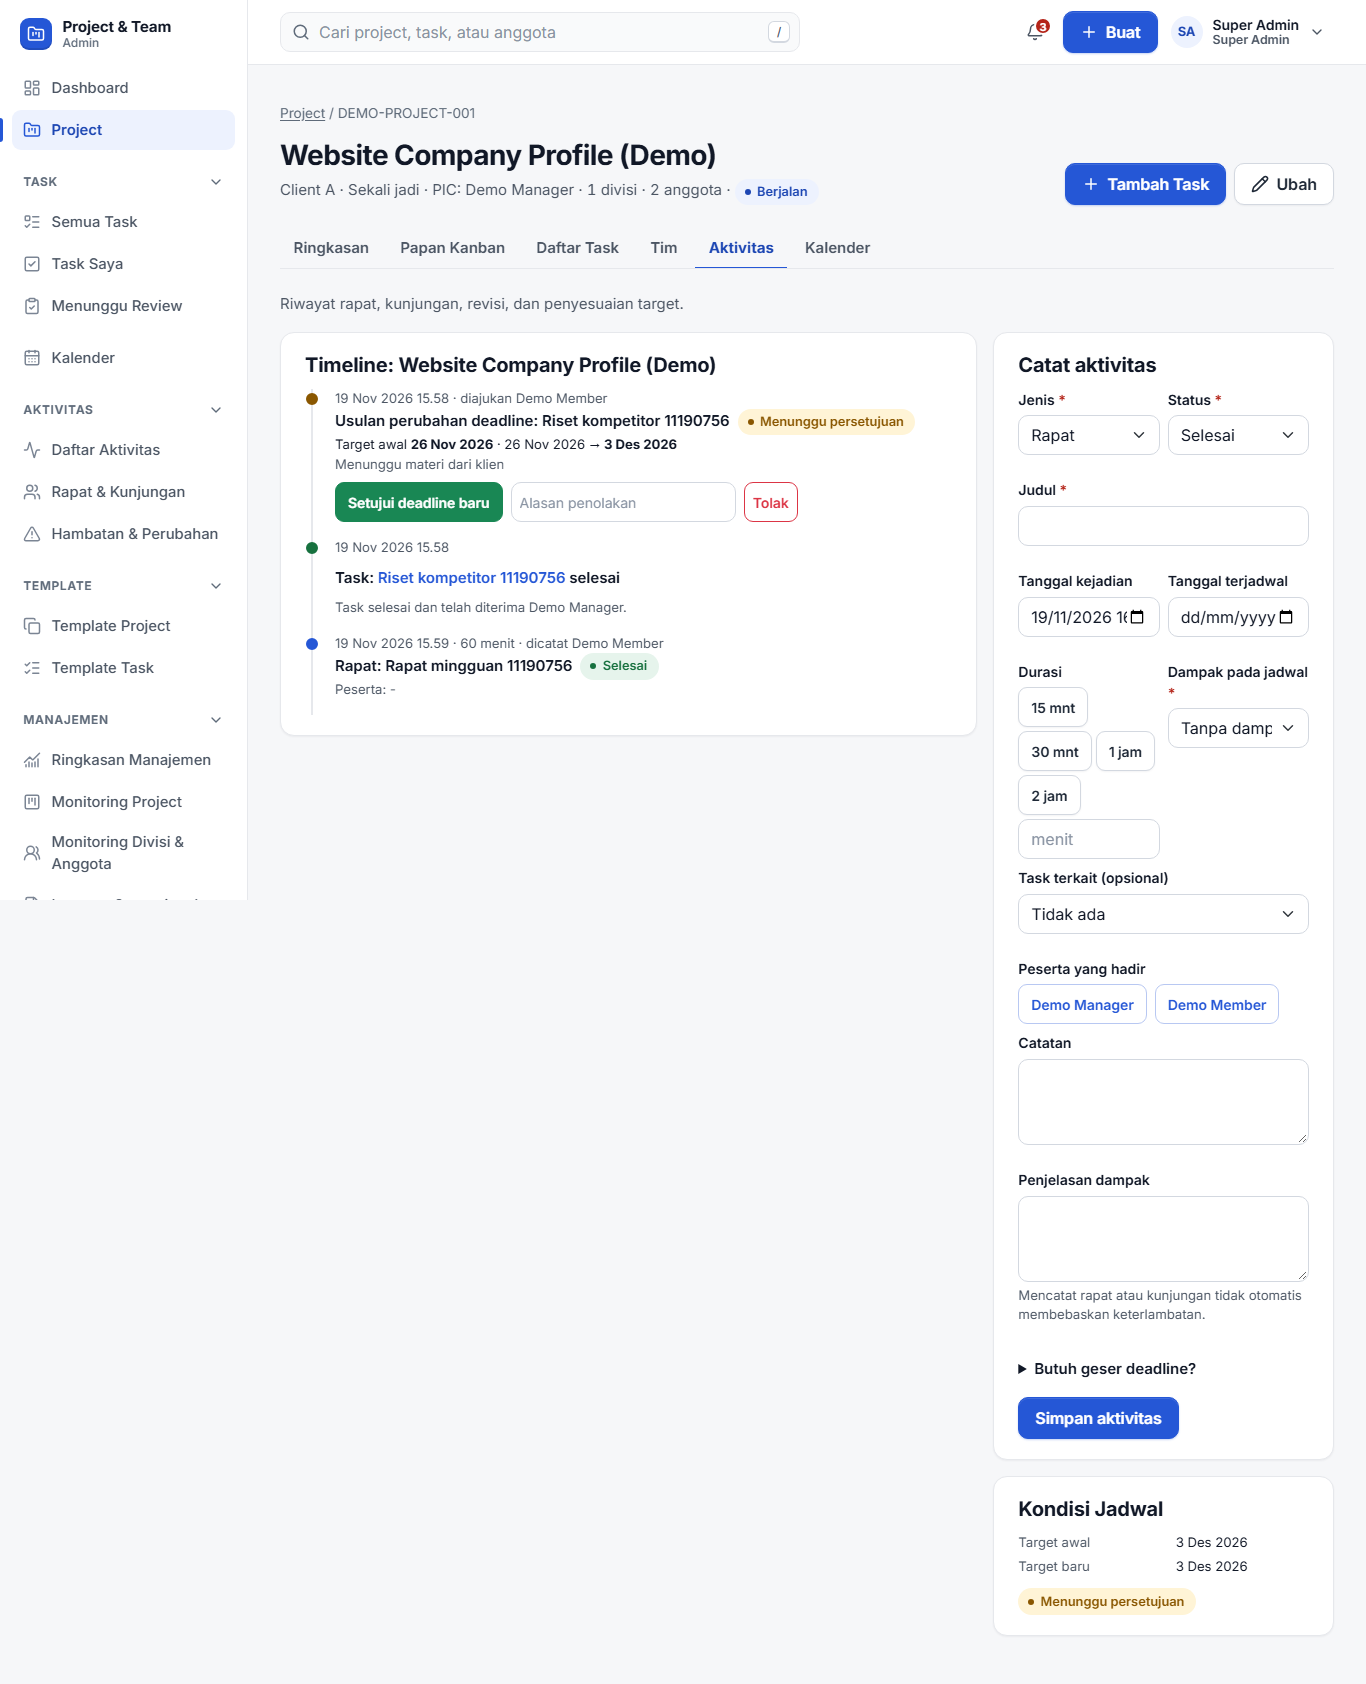 Project & Team
Admin
Dashboard
Project
TASK
Semua Task
Task Saya
Menunggu Review
Kalender
AKTIVITAS
Daftar Aktivitas
Rapat & Kunjungan
Hambatan & Perubahan
TEMPLATE
Template Project
Template Task
MANAJEMEN
Ringkasan Manajemen
Monitoring Project
Monitoring Divisi &
Anggota
Cari project, task, atau anggota
/
3
Buat
SA
Super Admin
Super Admin
Project / DEMO-PROJECT-001
Website Company Profile (Demo)
Client A · Sekali jadi · PIC: Demo Manager · 1 divisi · 2 anggota ·
Berjalan
Tambah Task
Ubah
Ringkasan
Papan Kanban
Daftar Task
Tim
Aktivitas
Kalender
Riwayat rapat, kunjungan, revisi, dan penyesuaian target.
Timeline: Website Company Profile (Demo)
19 Nov 2026 15.58 · diajukan Demo Member
Usulan perubahan deadline: Riset kompetitor 11190756
Menunggu persetujuan
Target awal 26 Nov 2026 · 26 Nov 2026 → 3 Des 2026
Menunggu materi dari klien
Setujui deadline baru
Alasan penolakan
Tolak
19 Nov 2026 15.58
Task: Riset kompetitor 11190756 selesai
Task selesai dan telah diterima Demo Manager.
19 Nov 2026 15.59 · 60 menit · dicatat Demo Member
Rapat: Rapat mingguan 11190756
Selesai
Peserta: -
Catat aktivitas
Jenis *
Status *
Rapat
Selesai
Judul *
Tanggal kejadian
Tanggal terjadwal
19/11/2026 16
dd/mm/yyyy
Durasi
Dampak pada jadwal
*
15 mnt
30 mnt
1 jam
2 jam
menit
Tanpa damp
Task terkait (opsional)
Tidak ada
Peserta yang hadir
Demo Manager
Demo Member
Catatan
Penjelasan dampak
Mencatat rapat atau kunjungan tidak otomatis
membebaskan keterlambatan.
Butuh geser deadline?
Simpan aktivitas
Kondisi Jadwal
Target awal
3 Des 2026
Target baru
3 Des 2026
Menunggu persetujuan